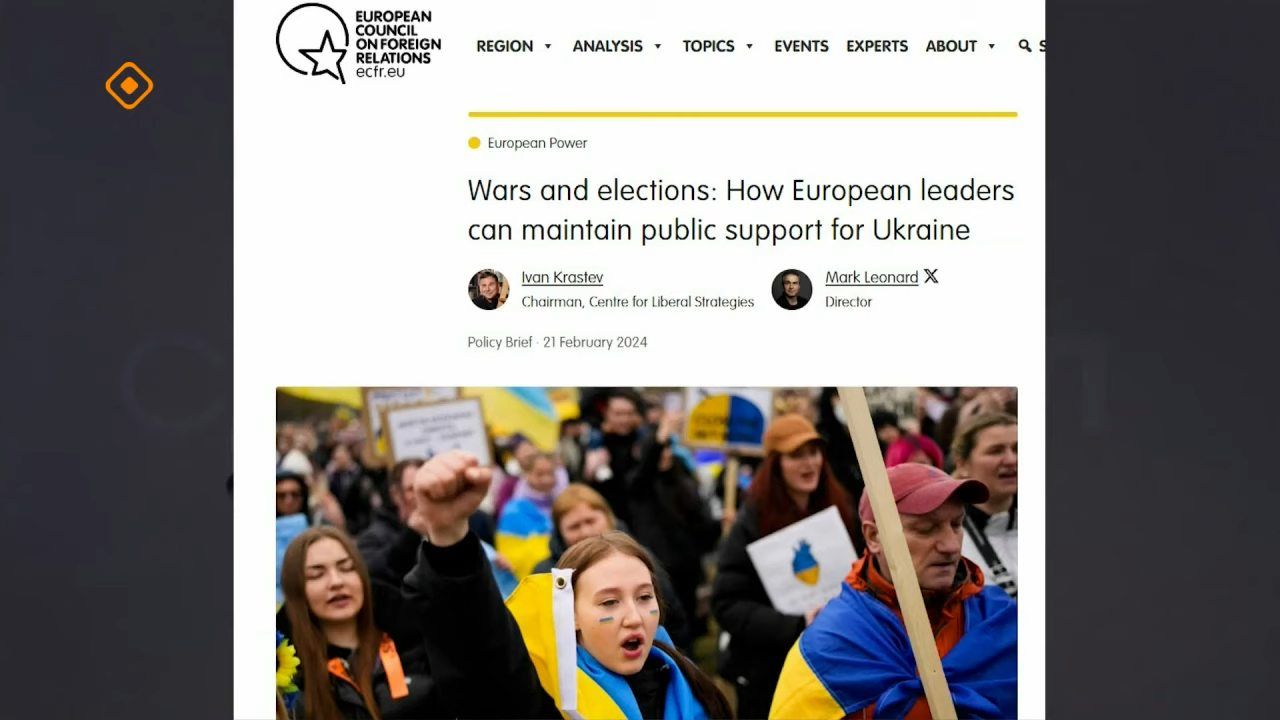 EUROPEAN
COUNCIL
ON FOREIGN
RELATIONS
ecfr.eu
REGION
ANALYSIS
TOPICS
EVENTS
EXPERTS
ABOUT
S
European Power
Wars and elections: How European leaders
can maintain public support for Ukraine
Ivan Krastev
Chairman, Centre for Liberal Strategies
Mark Leonard
Director
Policy Brief · 21 February 2024